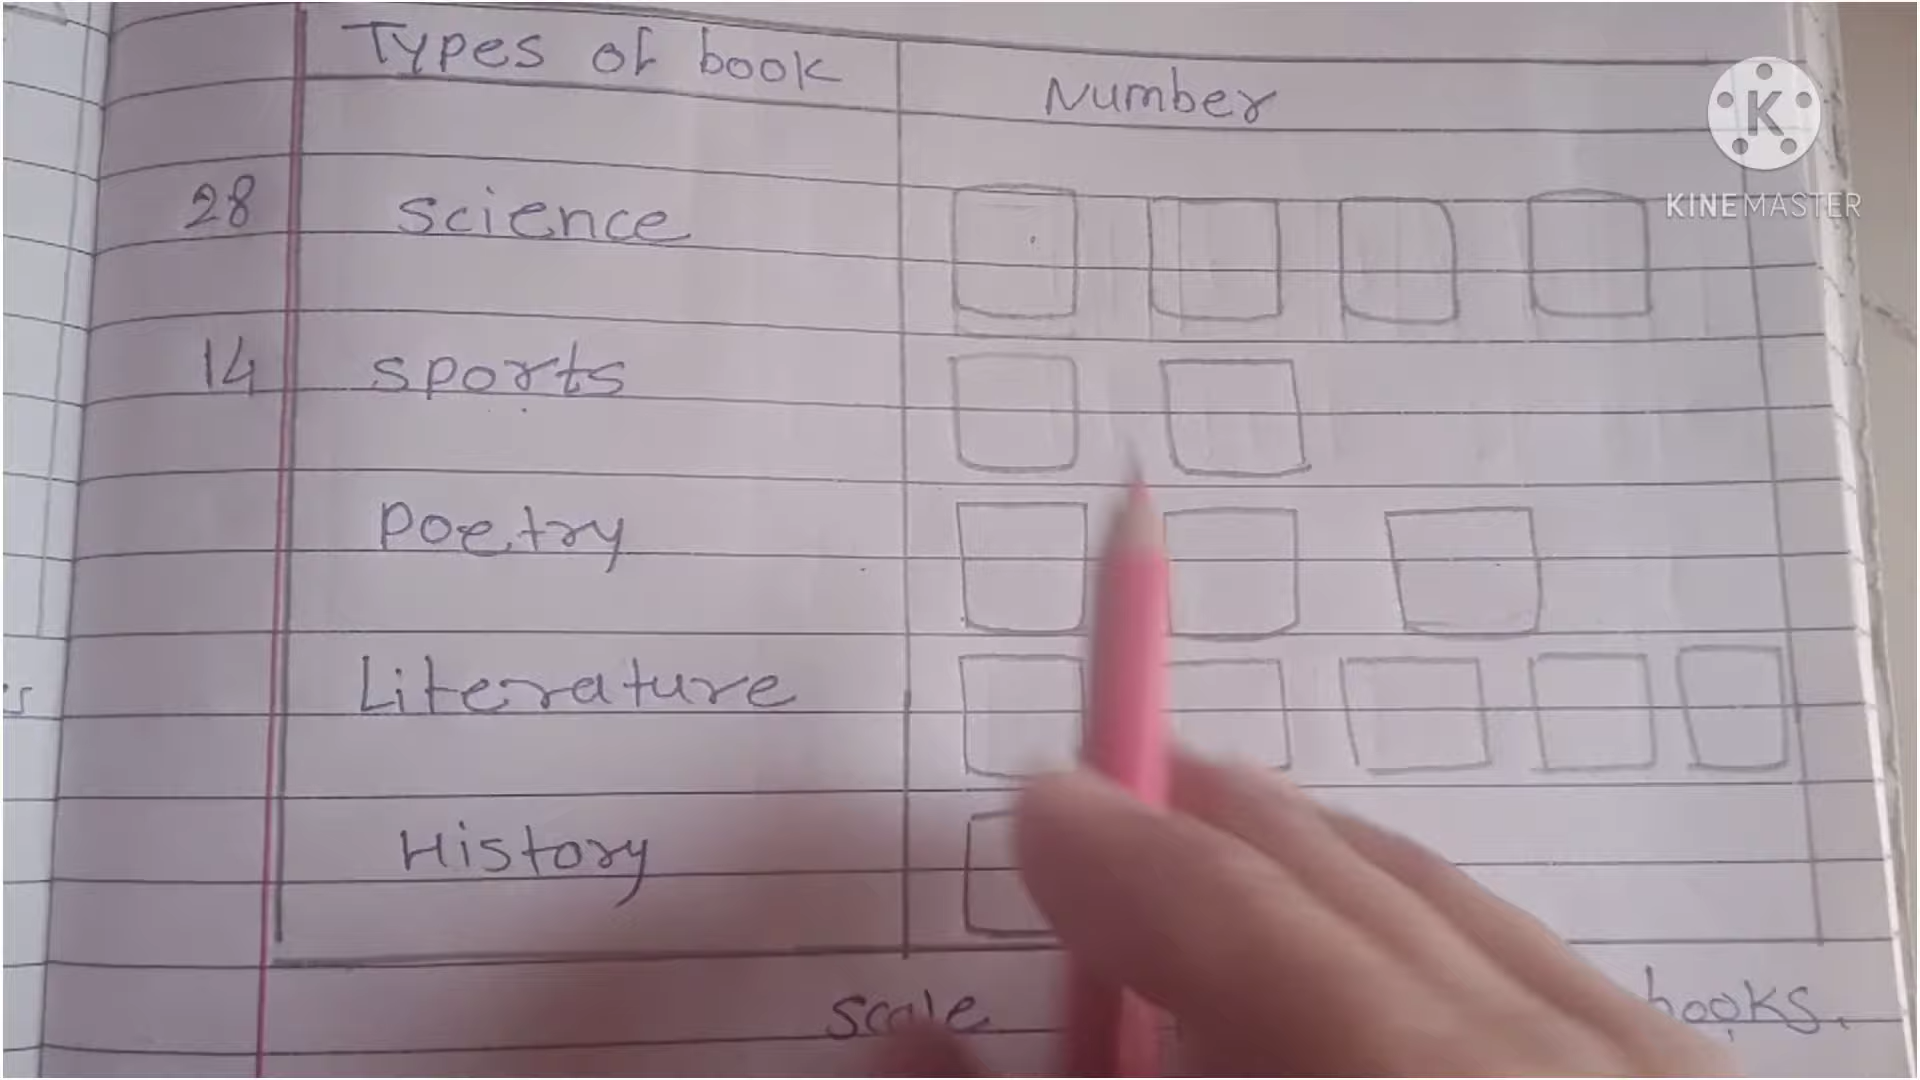 Types of book Number
28 Science
14 Sports
Poetry
Literature
History
scale books.
K
KINEMASTER